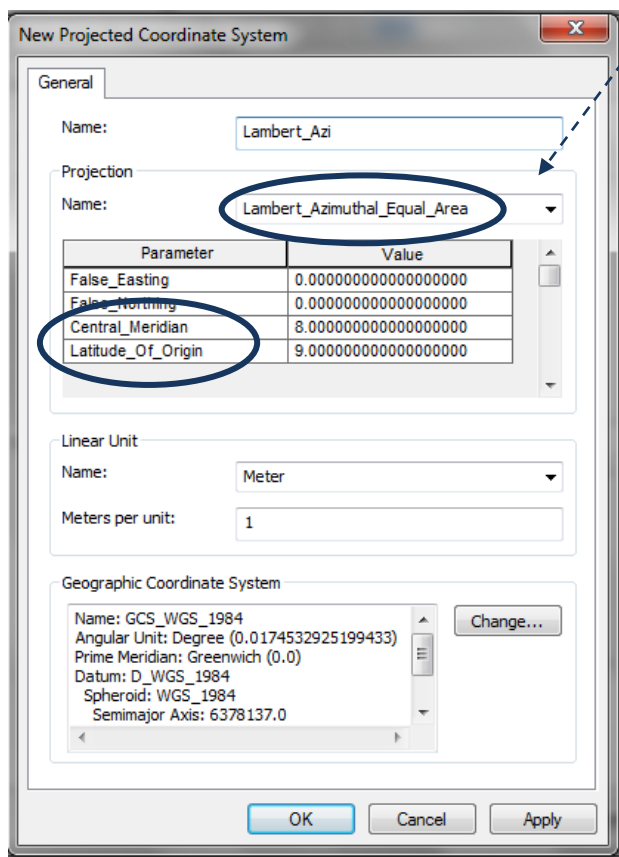 New Projected Coordinate System
General
Name: Lambert_Azi
Projection
Name: Lambert_Azimuthal_Equal_Area
Parameter Value
False_Easting 0.000000000000000000
False_Northing 0.000000000000000000
Central_Meridian 8.000000000000000000
Latitude_Of_Origin 9.000000000000000000
Linear Unit
Name: Meter
Meters per unit: 1
Geographic Coordinate System
Name: GCS_WGS_1984
Angular Unit: Degree (0.0174532925199433)
Prime Meridian: Greenwich (0.0)
Datum: D_WGS_1984
Spheroid: WGS_1984
Semimajor Axis: 6378137.0
Change...
OK Cancel Apply